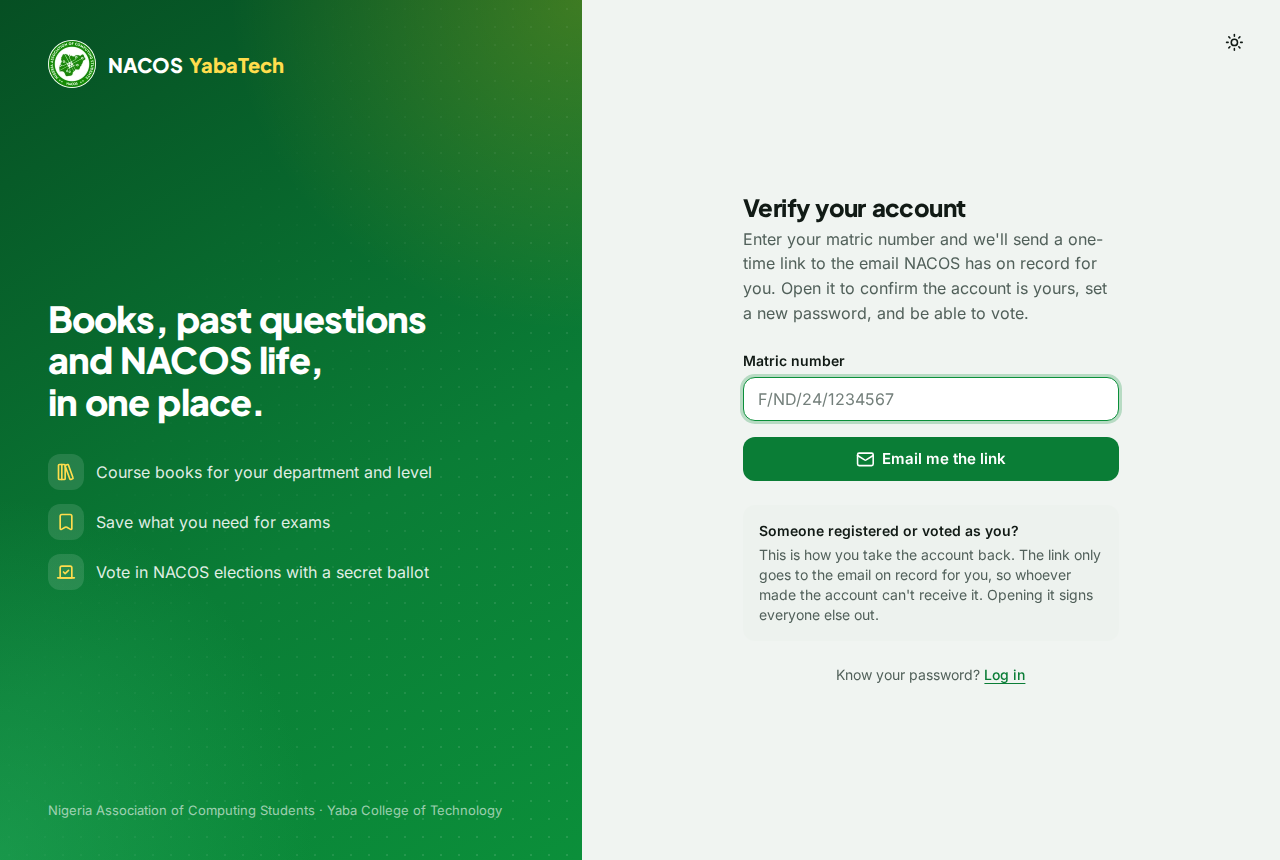 NACOS YabaTech
Books, past questions
and NACOS life,
in one place.
Course books for your department and level
Save what you need for exams
Vote in NACOS elections with a secret ballot
Nigeria Association of Computing Students · Yaba College of Technology
Verify your account
Enter your matric number and we'll send a one-
time link to the email NACOS has on record for
you. Open it to confirm the account is yours, set
a new password, and be able to vote.
Matric number
F/ND/24/1234567
Email me the link
Someone registered or voted as you?
This is how you take the account back. The link only
goes to the email on record for you, so whoever
made the account can't receive it. Opening it signs
everyone else out.
Know your password? Log in